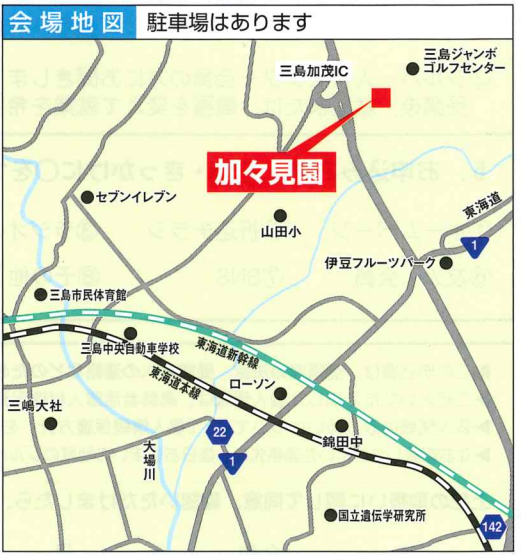 会場地図 駐車場はあります
三島ジャンボ
ゴルフセンター
三島加茂IC
加々見園
東海道
セブンイレブン
山田小
1
伊豆フルーツパーク
三島市民体育館
三島中央自動車学校
東海道新幹線
東海道本線
ローソン
三嶋大社
22
錦田中
大場川
1
国立遺伝学研究所
142